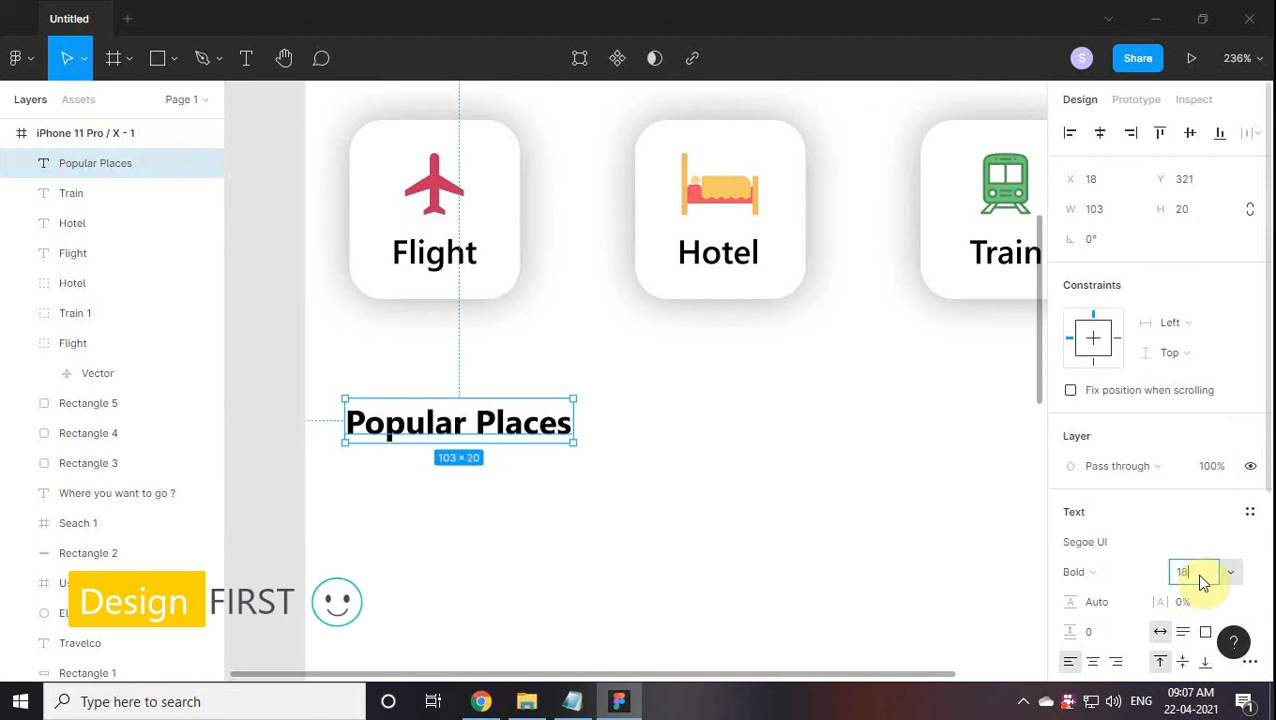 Untitled
Share
236%
Layers
Assets
Page 1
Design
Prototype
Inspect
iPhone 11 Pro / X - 1
Popular Places
Train
Hotel
Flight
Hotel
Train 1
Flight
Vector
Rectangle 5
Rectangle 4
Rectangle 3
Where you want to go ?
Seach 1
Rectangle 2
Travelco
Rectangle 1
Flight
Hotel
Train
Popular Places
103 × 20
Design FIRST
X 18
Y 321
W 103
H 20
0°
Constraints
Left
Top
Fix position when scrolling
Layer
Pass through
100%
Text
Segoe UI
Bold
18
Auto
|A| 0%
0
?
Type here to search
ENG
09:07 AM
22-04-2021
S